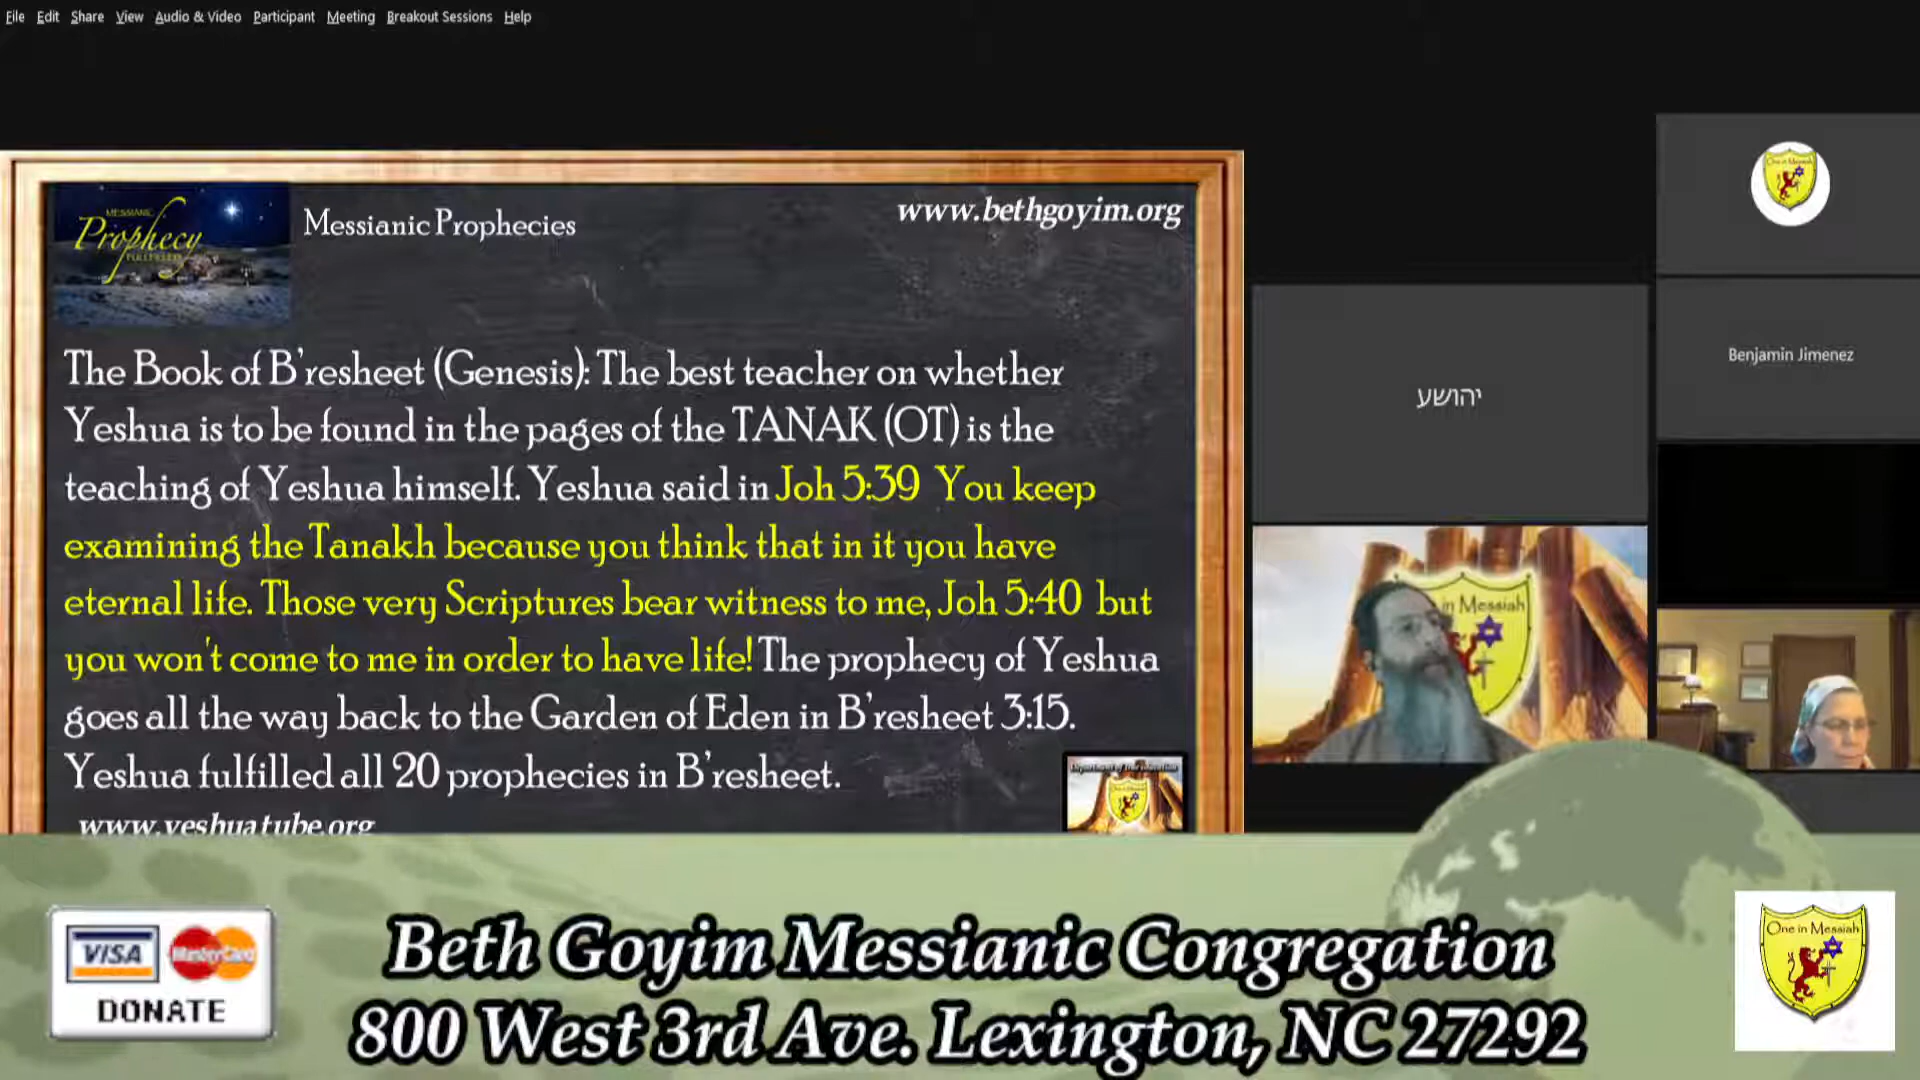 File Edit Share View Audio & Video Participant Meeting Breakout Sessions Help
MESSIANIC
Prophecy
FULFILLED
Messianic Prophecies
www.bethgoyim.org
The Book of B'resheet (Genesis): The best teacher on whether
Yeshua is to be found in the pages of the TANAK (OT) is the
teaching of Yeshua himself. Yeshua said in Joh 5:39 You keep
examining the Tanakh because you think that in it you have
eternal life. Those very Scriptures bear witness to me, Joh 5:40 but
you won't come to me in order to have life! The prophecy of Yeshua
goes all the way back to the Garden of Eden in B'resheet 3:15.
Yeshua fulfilled all 20 prophecies in B'resheet.
www.yeshuatube.org
One in Messiah
Benjamin Jimenez
יהושע
in Messiah
VISA
MasterCard
DONATE
Beth Goyim Messianic Congregation
800 West 3rd Ave. Lexington, NC 27292
One in Messiah